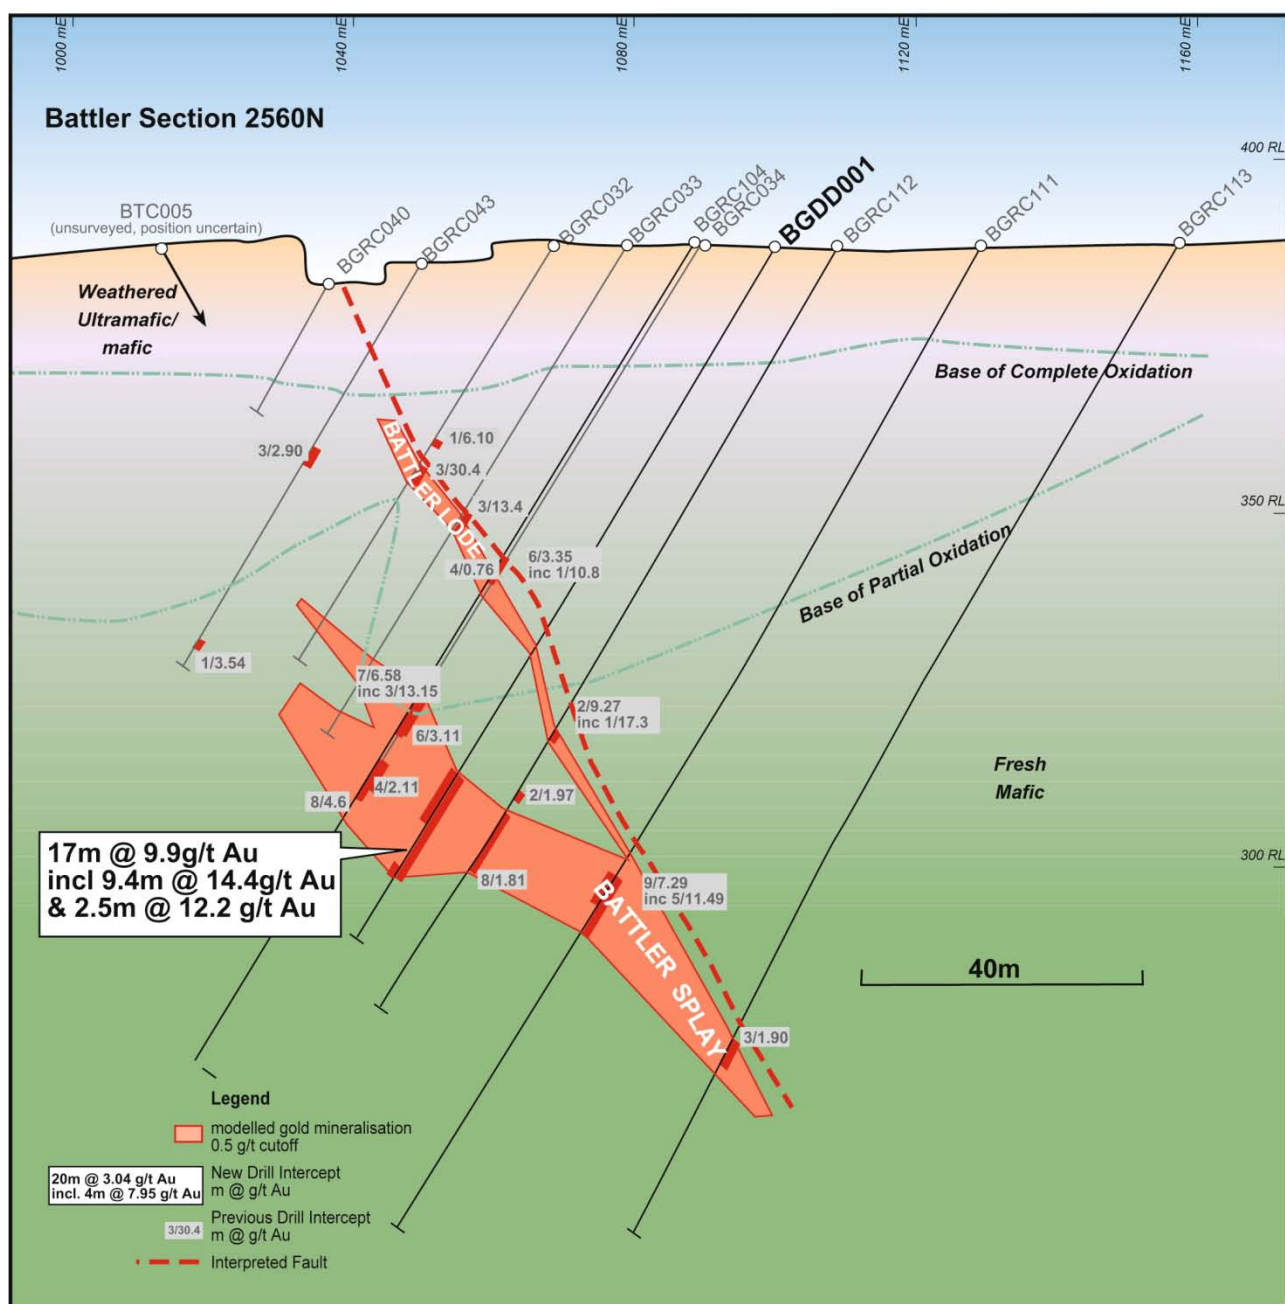 1000 mE
1040 mE
1080 mE
1120 mE
1160 mE
Battler Section 2560N
400 RL
BTC005
(unsurveyed, position uncertain)
BGRC040
BGRC043
BGRC032
BGRC033
BGRC104
BGRC034
BGDD001
BGRC112
BGRC111
BGRC113
Weathered
Ultramafic/
mafic
Base of Complete Oxidation
3/2.90
1/6.10
3/30.4
3/13.4
350 RL
BATTLER LODE
4/0.76
6/3.35
inc 1/10.8
Base of Partial Oxidation
1/3.54
7/6.58
inc 3/13.15
6/3.11
2/9.27
inc 1/17.3
Fresh
Mafic
4/2.11
8/4.6
2/1.97
300 RL
17m @ 9.9g/t Au
incl 9.4m @ 14.4g/t Au
& 2.5m @ 12.2 g/t Au
8/1.81
9/7.29
inc 5/11.49
BATTLER SPLAY
40m
3/1.90
Legend
modelled gold mineralisation
0.5 g/t cutoff
20m @ 3.04 g/t Au
incl. 4m @ 7.95 g/t Au
New Drill Intercept
m @ g/t Au
3/30.4
Previous Drill Intercept
m @ g/t Au
Interpreted Fault